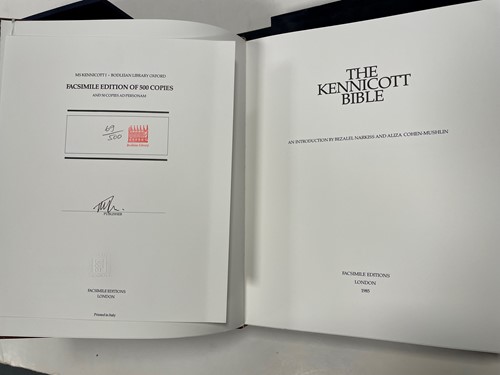 MS KENNICOTT 1 - BODLEIAN LIBRARY OXFORD
FACSIMILE EDITION OF 500 COPIES
AND 50 COPIES AD PERSONAM
69
500
PUBLISHER
FACSIMILE EDITIONS
LONDON
Printed in Italy
THE
KENNICOTT
BIBLE
AN INTRODUCTION BY BEZALEL NARKISS AND ALIZA COHEN-MUSHLIN
FACSIMILE EDITIONS
LONDON
1985